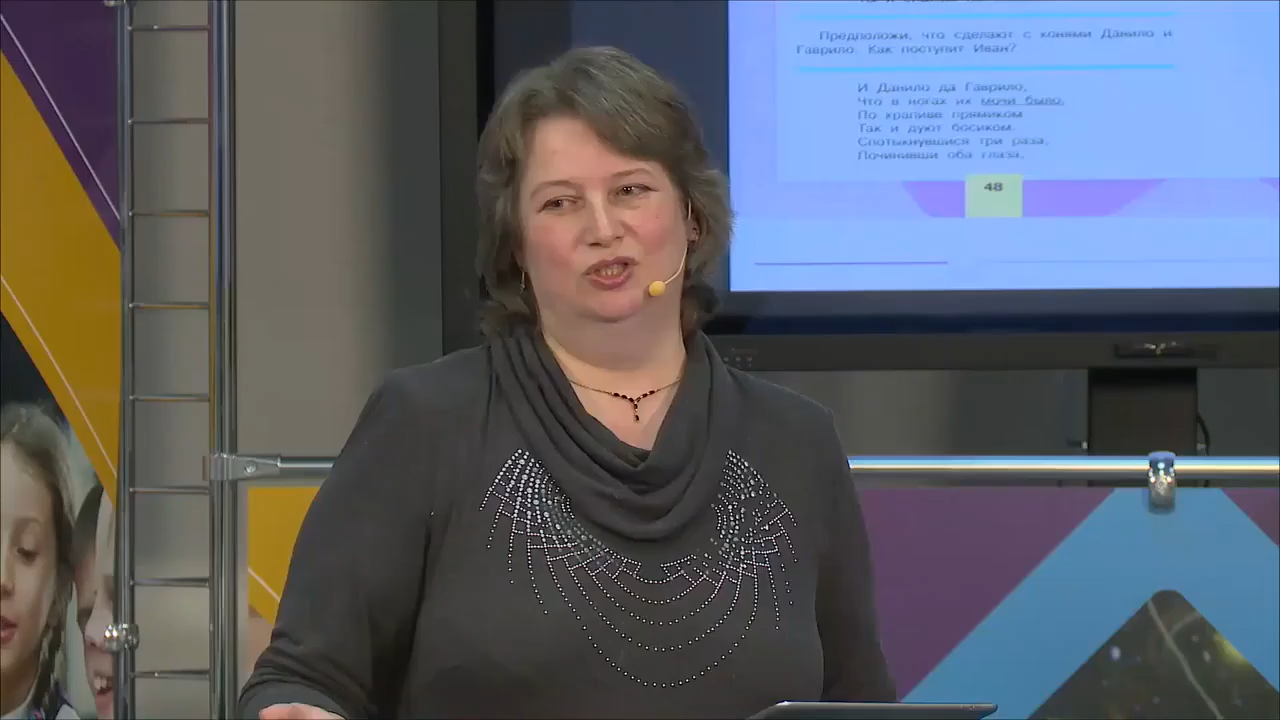 Предположи, что сделают с конями Данило и
Гаврило. Как поступит Иван?
И Данило да Гаврило,
Что в ногах их мочи было,
По крапиве прямиком
Так и дуют босиком.
Спотыкнувшися три раза,
Починивши оба глаза,
48